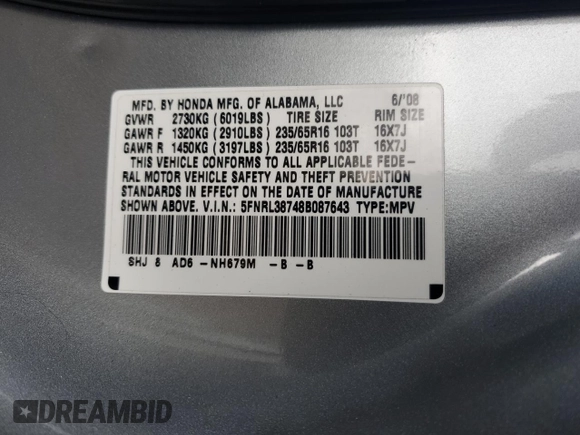 MFD. BY HONDA MFG. OF ALABAMA, LLC 6/'08
GVWR 2730KG (6019LBS) TIRE SIZE RIM SIZE
GAWR F 1320KG (2910LBS) 235/65R16 103T 16X7J
GAWR R 1450KG (3197LBS) 235/65R16 103T 16X7J
THIS VEHICLE CONFORMS TO ALL APPLICABLE FEDE-
RAL MOTOR VEHICLE SAFETY AND THEFT PREVENTION
STANDARDS IN EFFECT ON THE DATE OF MANUFACTURE
SHOWN ABOVE. V.I.N.: 5FNRL38748B087643 TYPE:MPV
SHJ 8 AD6 -NH679M -B -B
DREAMBID